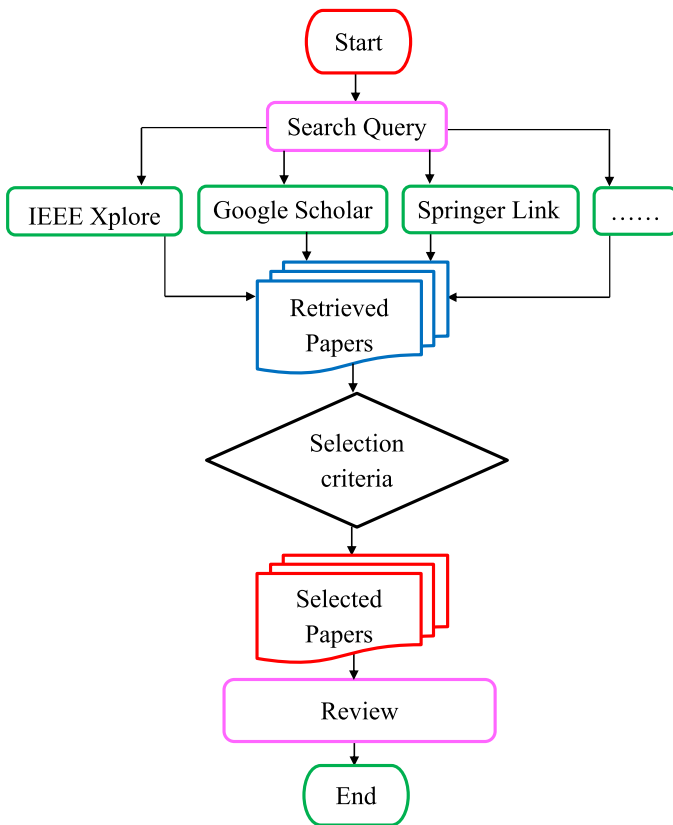 Start
Search Query
IEEE Xplore
Google Scholar
Springer Link
......
Retrieved
Papers
Selection
criteria
Selected
Papers
Review
End